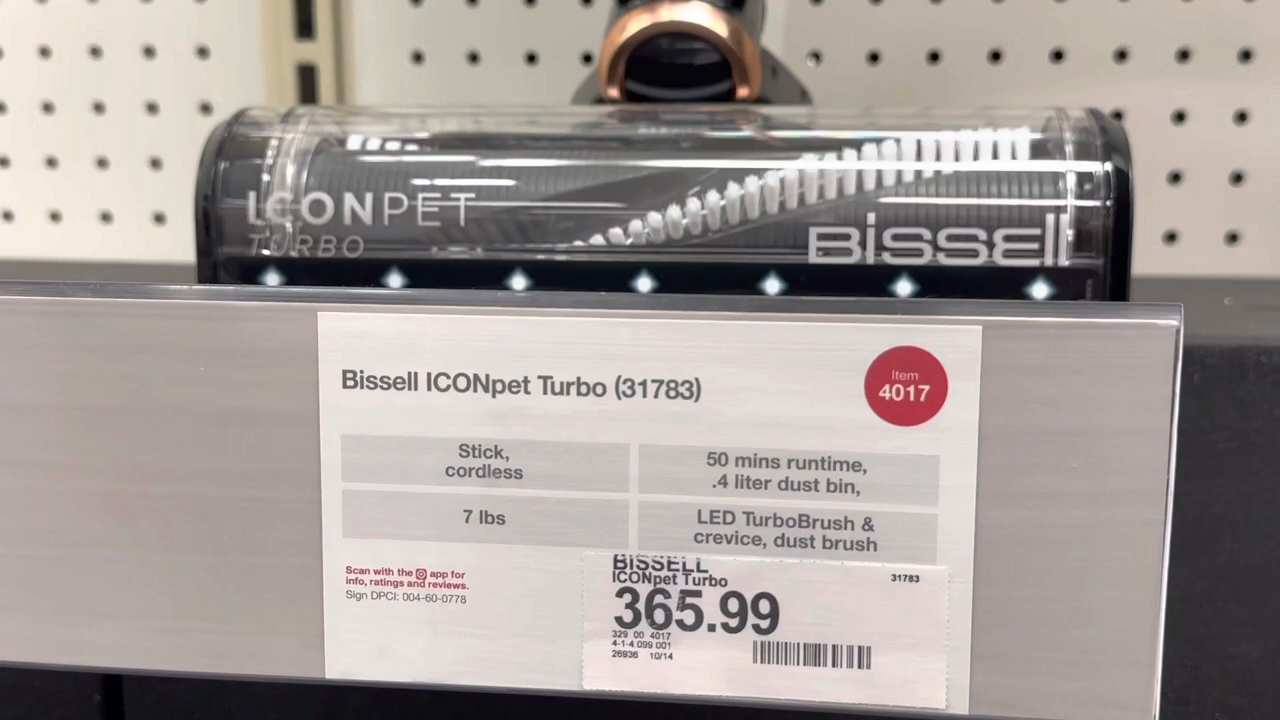 ICONPET
TURBO
BISSELL
Bissell ICONpet Turbo (31783)
Item
4017
Stick,
cordless
50 mins runtime,
.4 liter dust bin,
7 lbs
LED TurboBrush &
crevice, dust brush
Scan with the app for
info, ratings and reviews.
Sign DPCI: 004-60-0778
BISSELL
ICONpet Turbo
31783
365.99
329 00 4017
4-1-4 099 001
26936 10/14